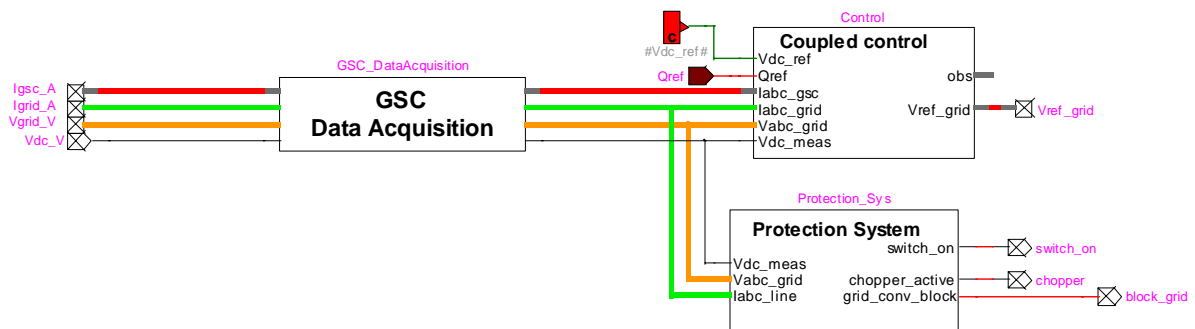 Control
C
#Vdc_ref#
Coupled control
Vdc_ref
Qref
Qref
obs
Iabc_gsc
Iabc_grid
Vref_grid
Vref_grid
Vabc_grid
Vdc_meas
GSC_DataAcquisition
Igsc_A
Igrid_A
Vgrid_V
Vdc_V
GSC
Data Acquisition
Protection_Sys
Protection System
switch_on
switch_on
Vdc_meas
Vabc_grid
chopper_active
chopper
Iabc_line
grid_conv_block
block_grid